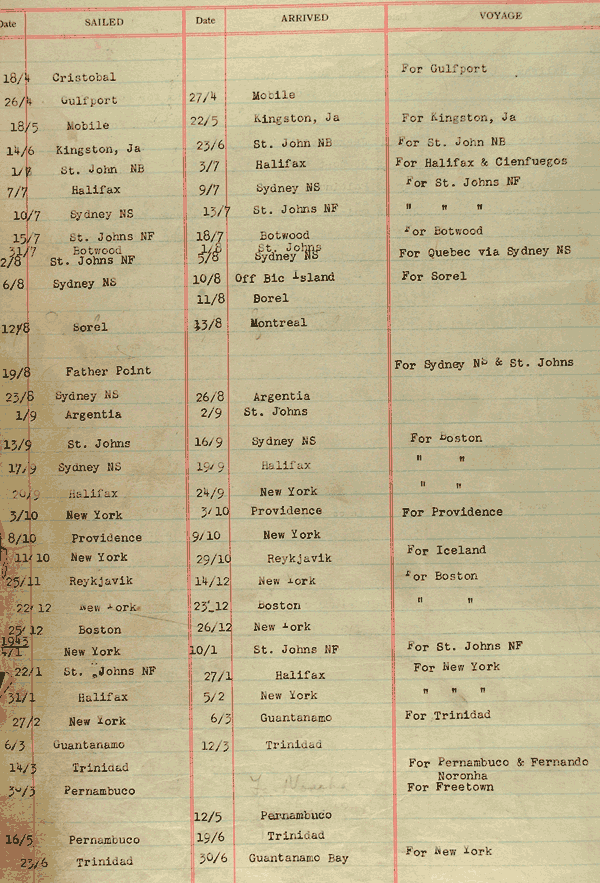 Date SAILED Date ARRIVED VOYAGE
For Gulfport
18/4 Cristobal
26/4 Gulfport 27/4 Mobile
18/5 Mobile 22/5 Kingston, Ja For Kingston, Ja
14/6 Kingston, Ja 23/6 St. John NB For St. John NB
1/7 St. John NB 3/7 Halifax For Halifax & Cienfuegos
7/7 Halifax 9/7 Sydney NS For St. Johns NF
10/7 Sydney NS 13/7 St. Johns NF " " "
15/7 St. Johns NF 18/7 Botwood For Botwood
31/7 Botwood 1/8 St. Johns
2/8 St. Johns NF 5/8 Sydney NS For Quebec via Sydney NS
6/8 Sydney NS 10/8 Off Bic Island For Sorel
11/8 Borel
12/8 Sorel 13/8 Montreal
19/8 Father Point For Sydney NS & St. Johns
23/8 Sydney NS 26/8 Argentia
1/9 Argentia 2/9 St. Johns
13/9 St. Johns 16/9 Sydney NS For Boston
17/9 Sydney NS 19/9 Halifax " "
20/9 Halifax 24/9 New York " "
3/10 New York 3/10 Providence For Providence
8/10 Providence 9/10 New York
11/10 New York 29/10 Reykjavik For Iceland
25/11 Reykjavik 14/12 New York For Boston
22/12 New York 23/12 Boston " "
25/12 Boston 26/12 New York
1943
4/1 New York 10/1 St. Johns NF For St. Johns NF
22/1 St. Johns NF 27/1 Halifax For New York
31/1 Halifax 5/2 New York " " "
27/2 New York 6/3 Guantanamo For Trinidad
6/3 Guantanamo 12/3 Trinidad
14/3 Trinidad For Pernambuco & Fernando
Noronha
30/3 Pernambuco For Freetown
12/5 Pernambuco
16/5 Pernambuco 19/6 Trinidad
23/6 Trinidad 30/6 Guantanamo Bay For New York